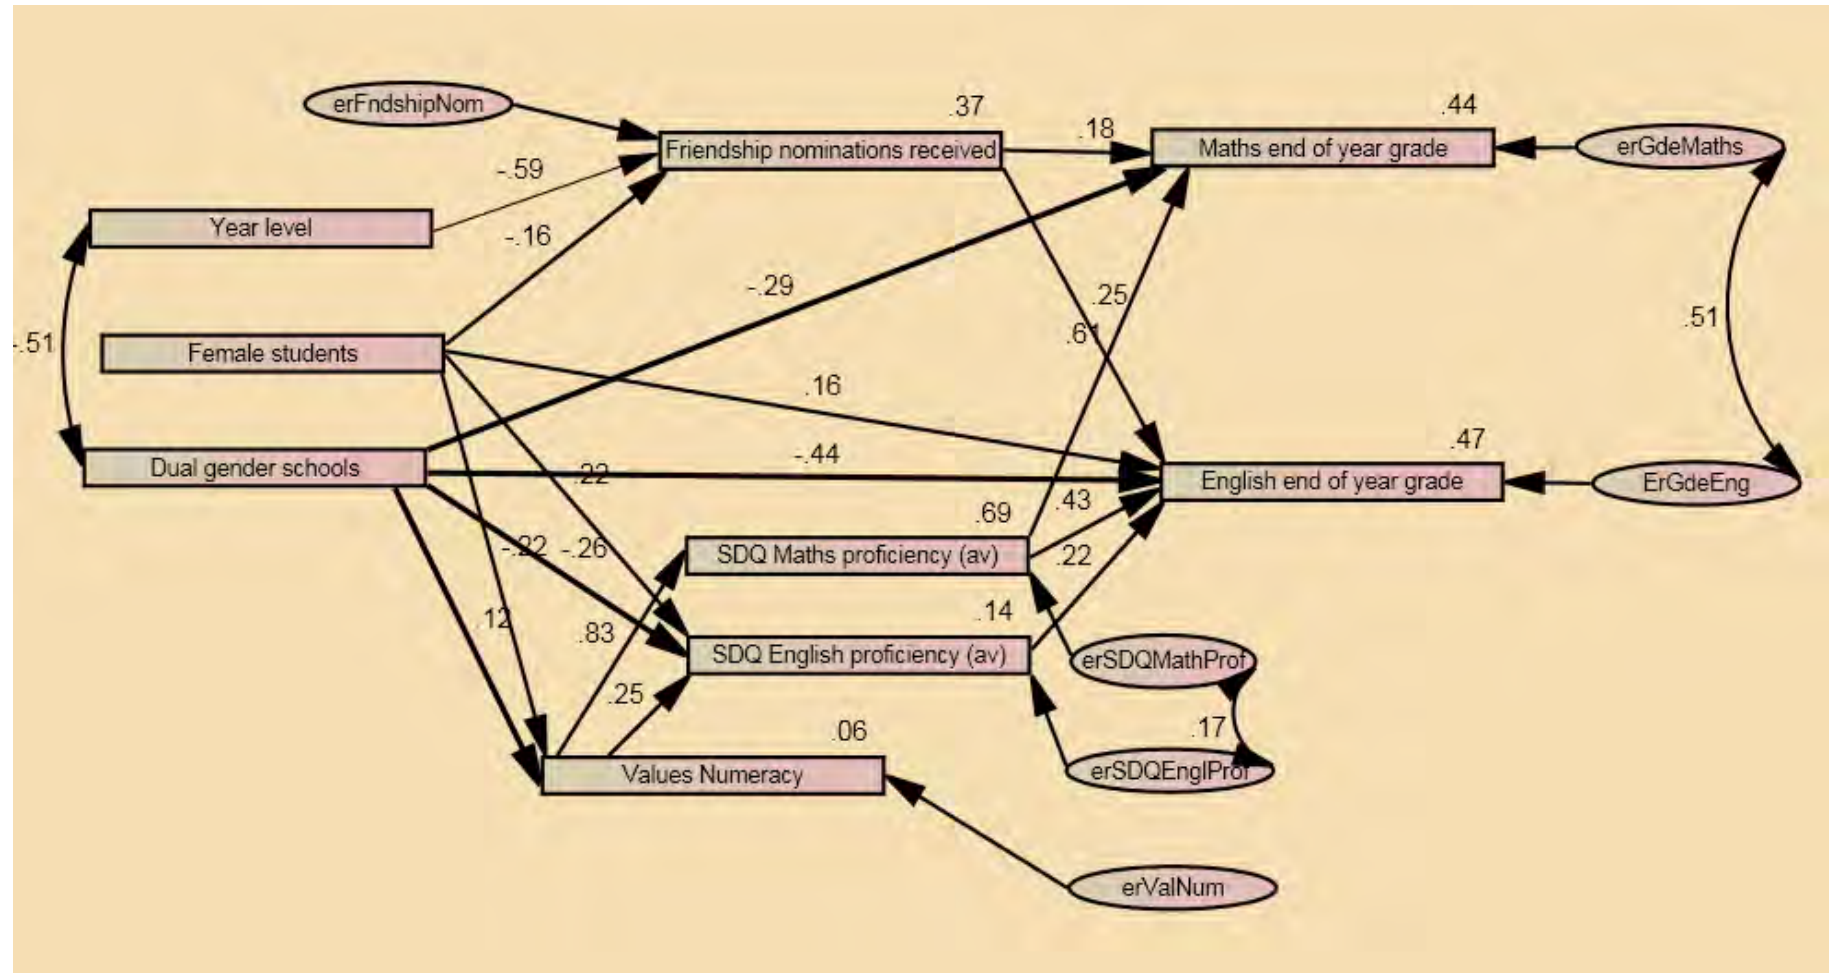 .37
.44
erFndshipNom
.18
Friendship nominations received
Maths end of year grade
erGdeMaths
-.59
Year level
-.16
-.29
.25
.51
.61
-.51
Female students
.16
.47
-.44
Dual gender schools
.22
English end of year grade
ErGdeEng
.43
.69
-.22
-.26
SDQ Maths proficiency (av)
.22
.14
.12
.83
SDQ English proficiency (av)
erSDQMathProf
.25
.17
.06
Values Numeracy
erSDQEnglProf
erValNum